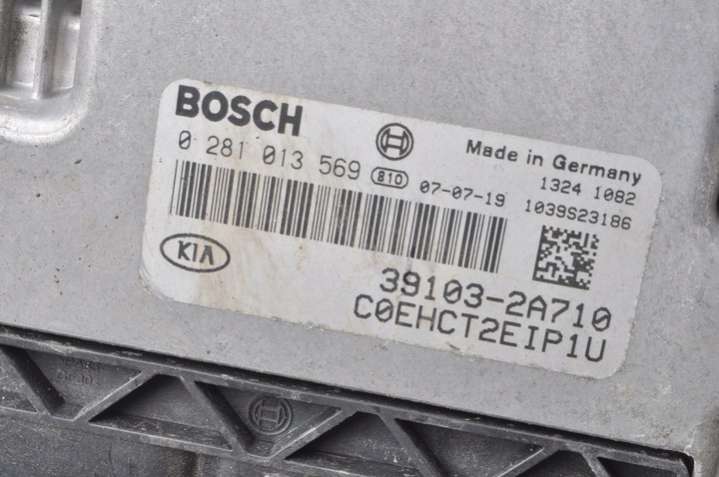 BOSCH
0 281 013 569 810 07-07-19
Made in Germany
1324 1082
1039S23186
KIA
39103-2A710
C0EHCT2EIP1U